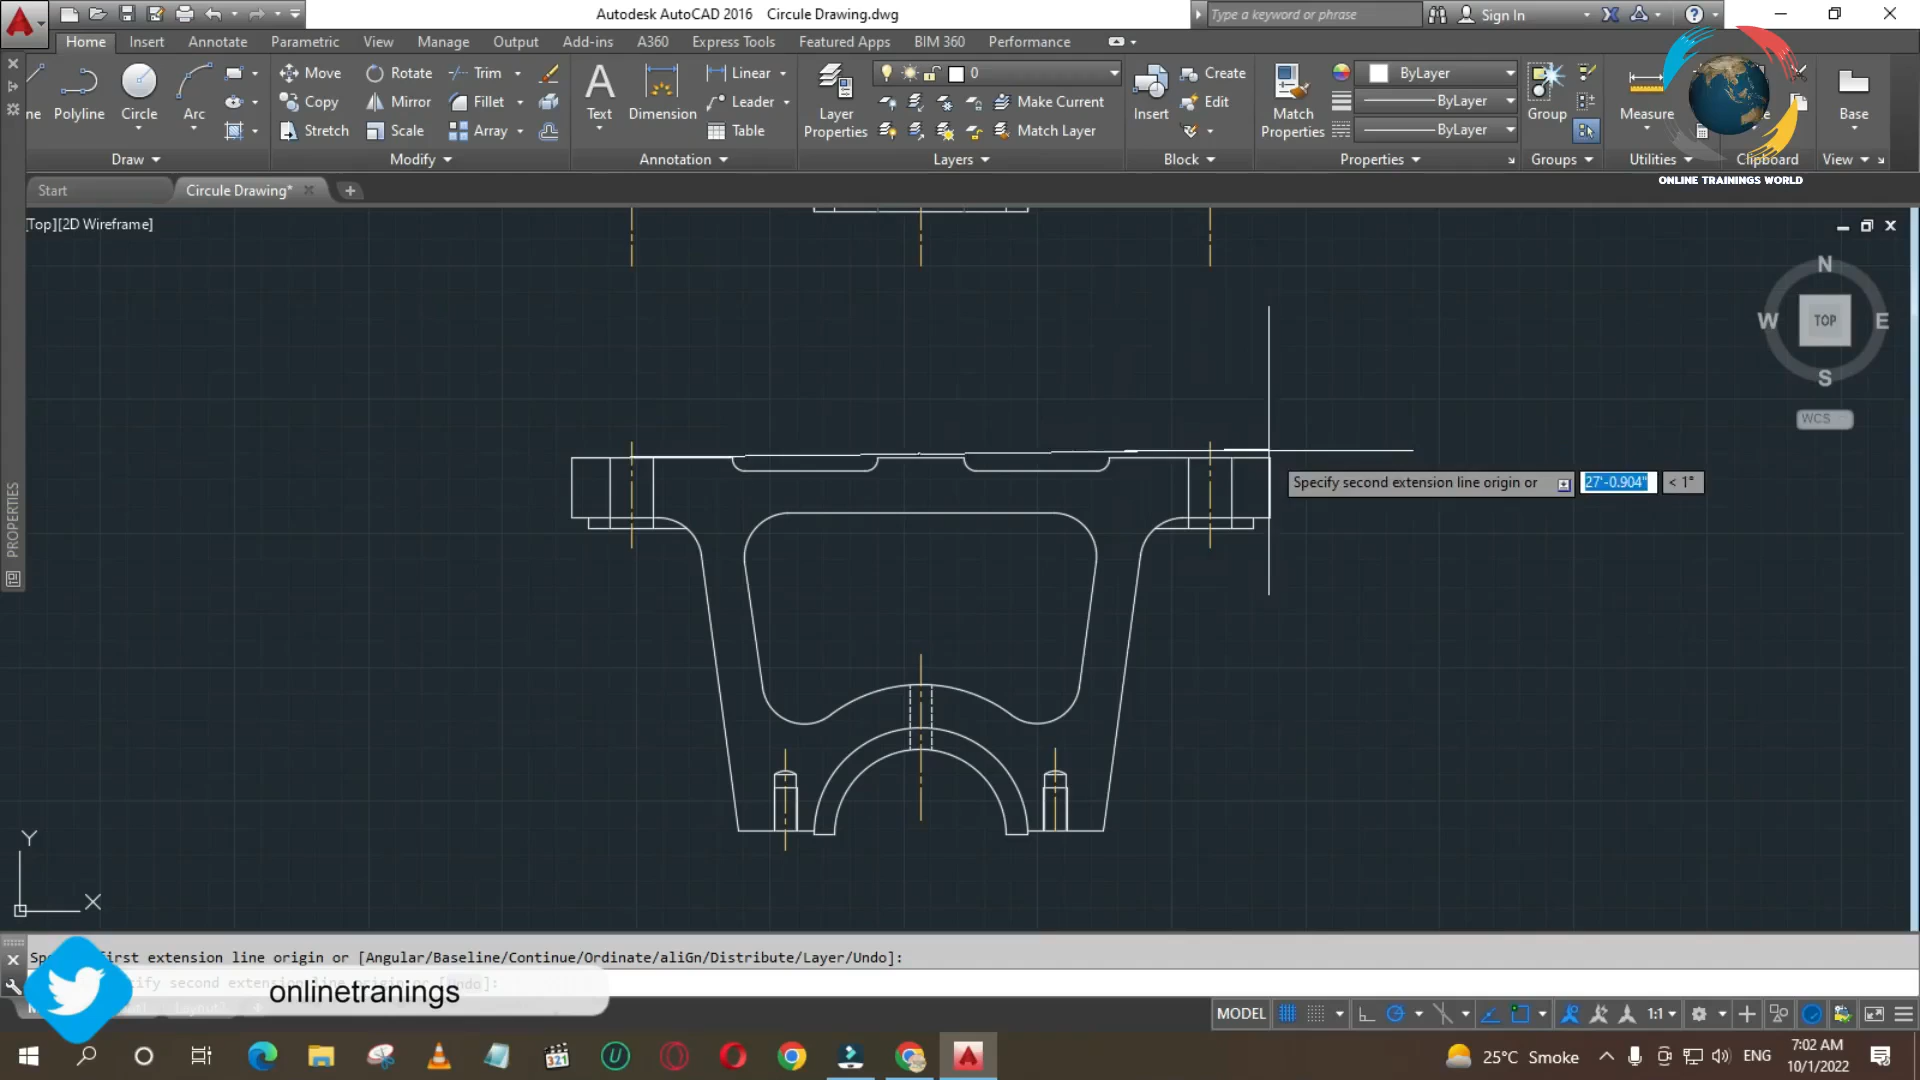 Autodesk AutoCAD 2016 Circule Drawing.dwg
Type a keyword or phrase
Sign In
Home Insert Annotate Parametric View Manage Output Add-ins A360 Express Tools Featured Apps BIM 360 Performance
Polyline
Circle
Arc
Draw
Move
Copy
Stretch
Rotate
Mirror
Scale
Trim
Fillet
Array
Modify
Text
Dimension
Linear
Leader
Table
Annotation
Layer
Properties
0
Make Current
Match Layer
Layers
Insert
Create
Edit
Block
Match
Properties
ByLayer
ByLayer
ByLayer
Properties
Group
Groups
Measure
Utilities
Clipboard
Base
View
ONLINE TRAININGS WORLD
Start
Circule Drawing*
[Top][2D Wireframe]
N
W
TOP
E
S
WCS
PROPERTIES
Specify second extension line origin or
27'-0.904"
< 1°
Y
X
first extension line origin or [Angular/Baseline/Continue/Ordinate/aliGn/Distribute/Layer/Undo]:
onlinetranings
MODEL
1:1
25°C Smoke
ENG
7:02 AM
10/1/2022